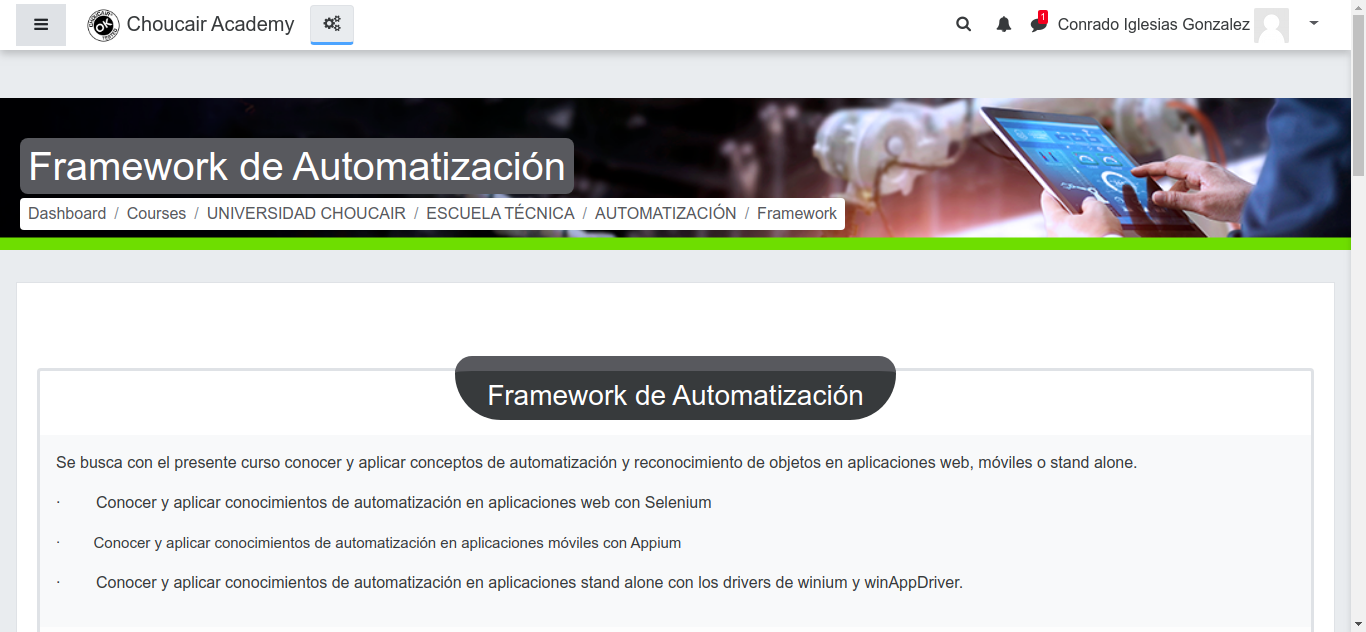 Choucair Academy
1
Conrado Iglesias Gonzalez
Framework de Automatización
Dashboard / Courses / UNIVERSIDAD CHOUCAIR / ESCUELA TÉCNICA / AUTOMATIZACIÓN / Framework
Framework de Automatización
Se busca con el presente curso conocer y aplicar conceptos de automatización y reconocimiento de objetos en aplicaciones web, móviles o stand alone.
· Conocer y aplicar conocimientos de automatización en aplicaciones web con Selenium
· Conocer y aplicar conocimientos de automatización en aplicaciones móviles con Appium
· Conocer y aplicar conocimientos de automatización en aplicaciones stand alone con los drivers de winium y winAppDriver.